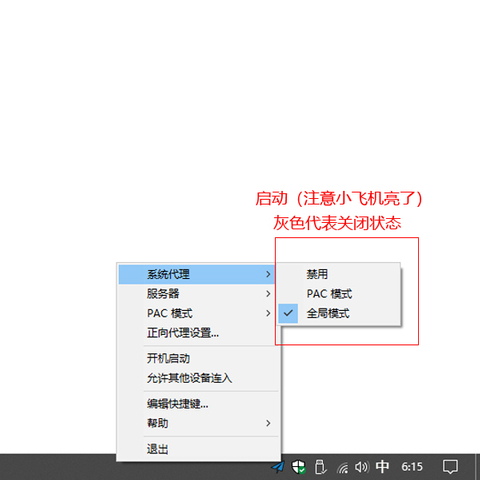 启动（注意小飞机亮了）
灰色代表关闭状态
系统代理
服务器
PAC 模式
正向代理设置...
开机启动
允许其他设备连入
编辑快捷键...
帮助
退出
禁用
PAC 模式
全局模式
中
6:15